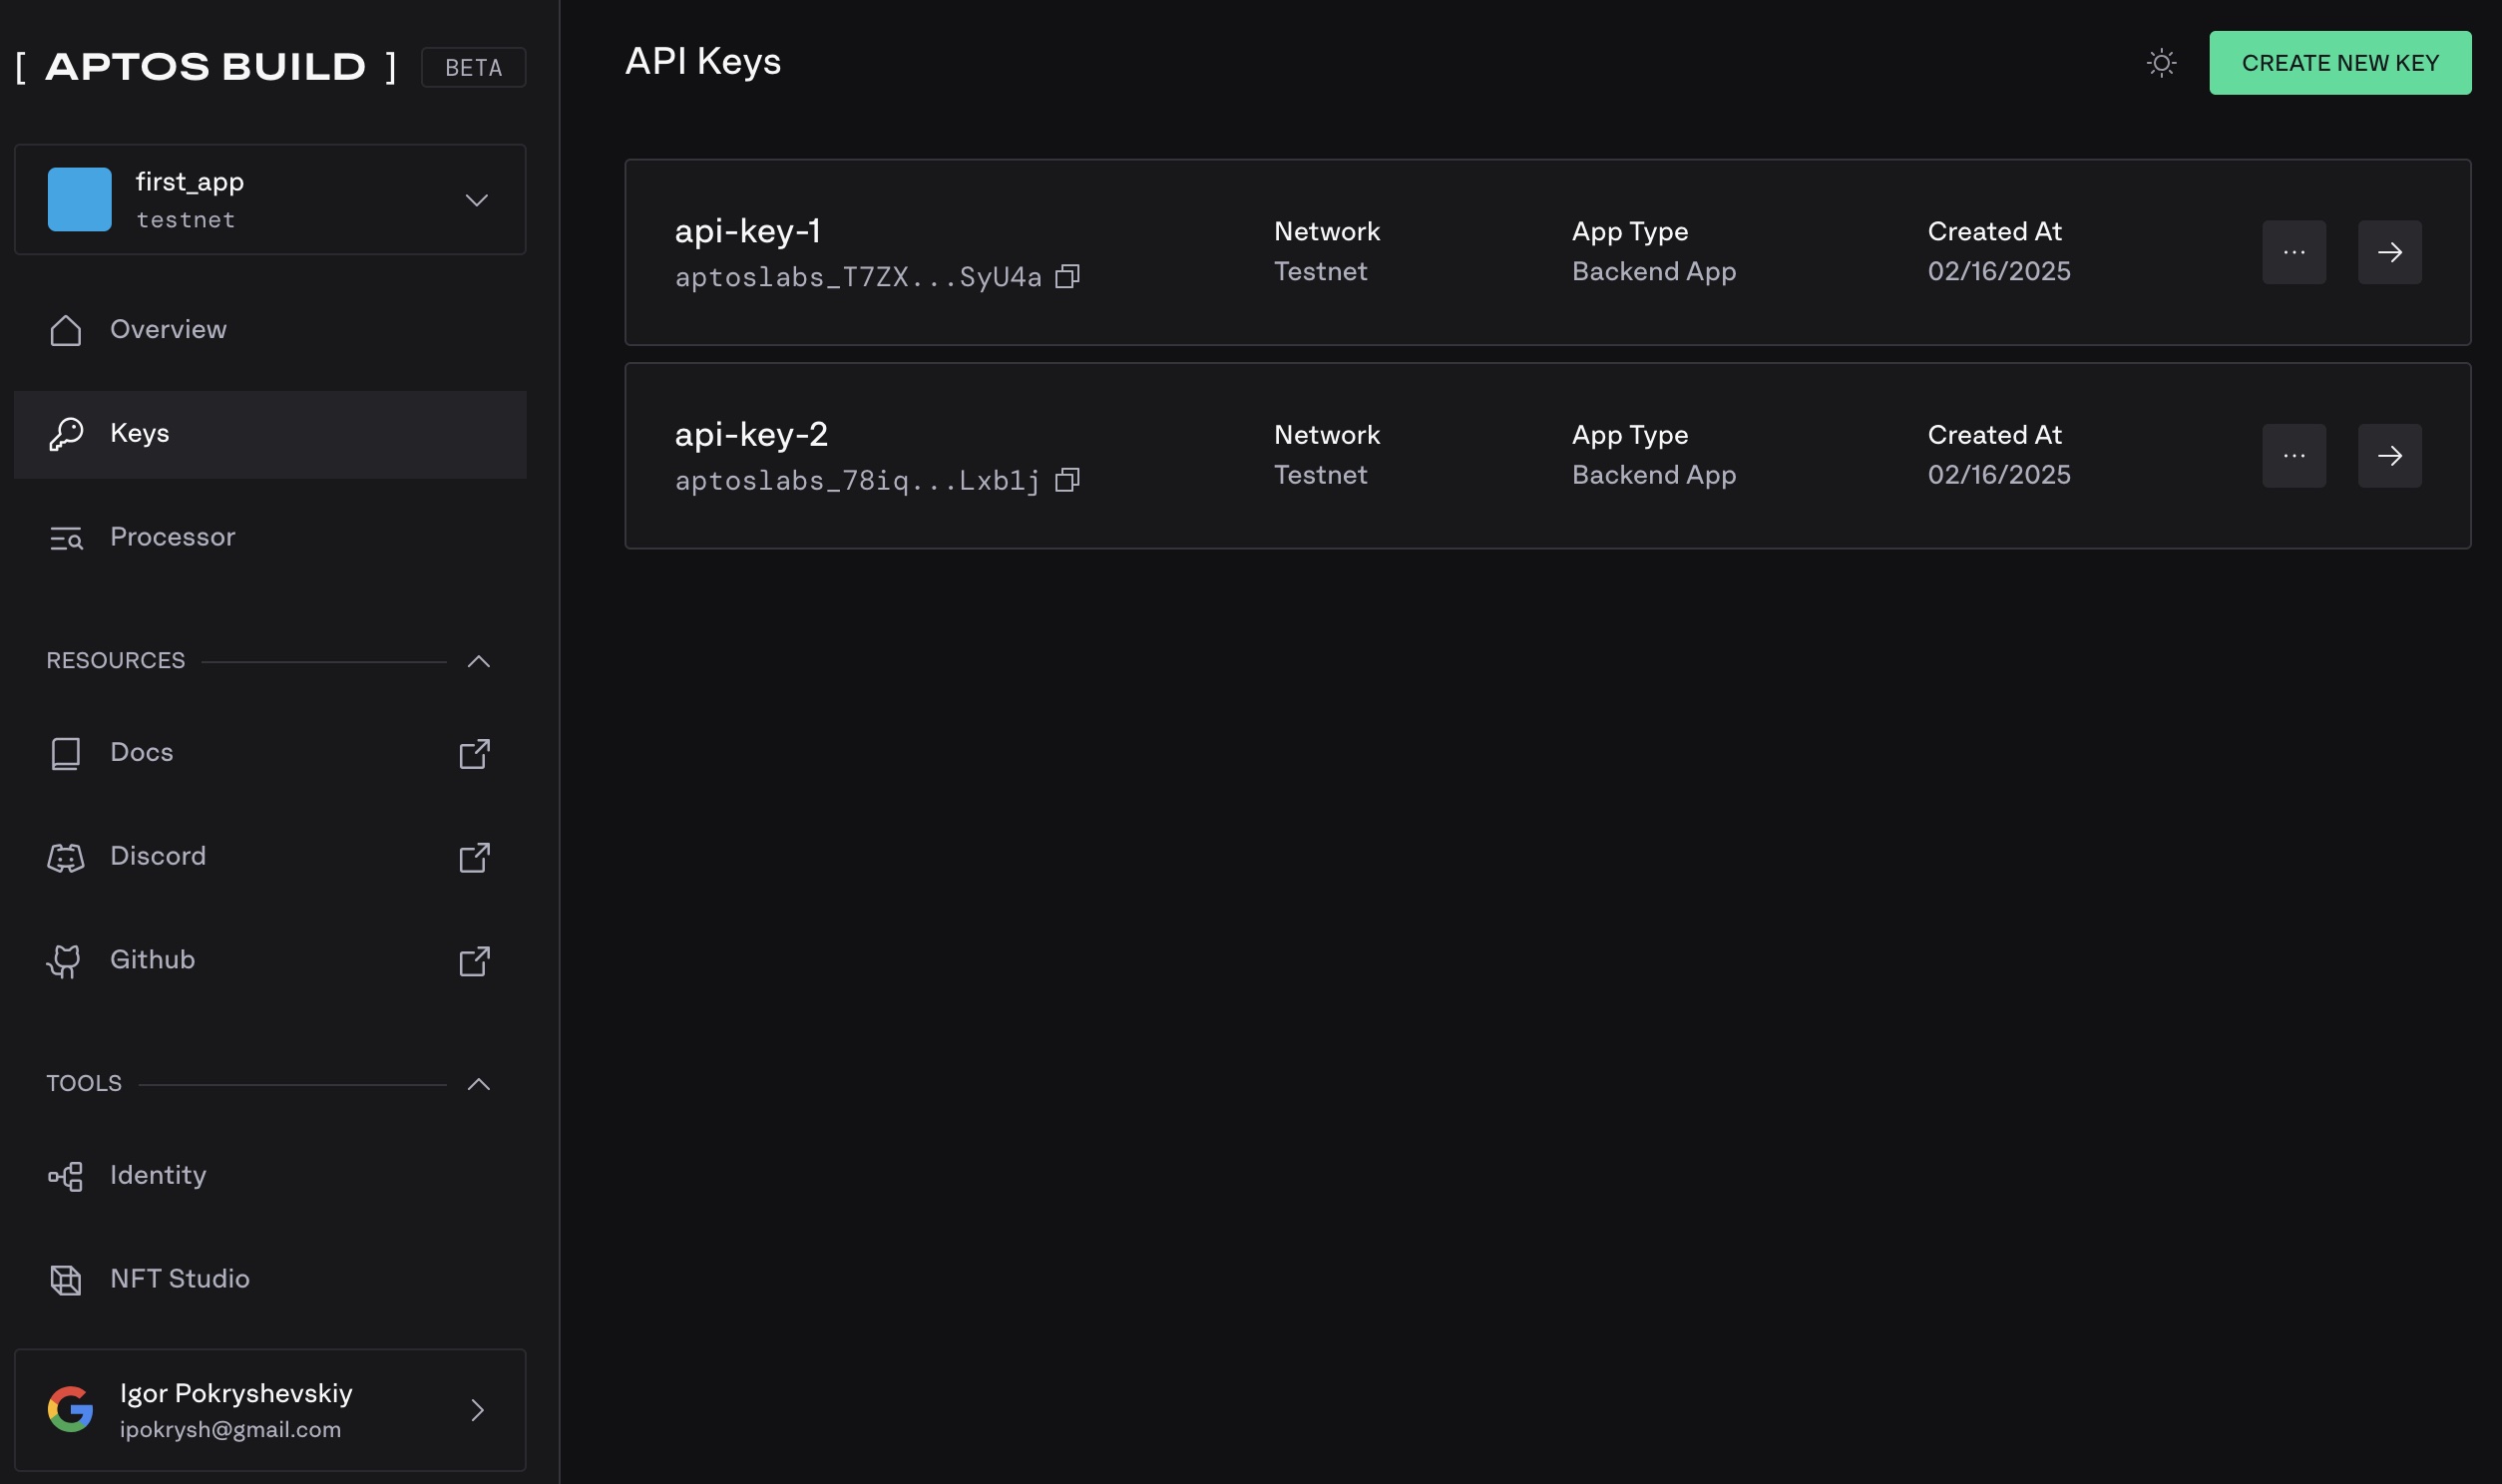 [ APTOS BUILD ] BETA
first_app
testnet
Overview
Keys
Processor
RESOURCES
Docs
Discord
Github
TOOLS
Identity
NFT Studio
Igor Pokryshevskiy
ipokrysh@gmail.com
API Keys
CREATE NEW KEY
api-key-1
aptoslabs_T7ZX...SyU4a
Network
Testnet
App Type
Backend App
Created At
02/16/2025
api-key-2
aptoslabs_78iq...Lxb1j
Network
Testnet
App Type
Backend App
Created At
02/16/2025